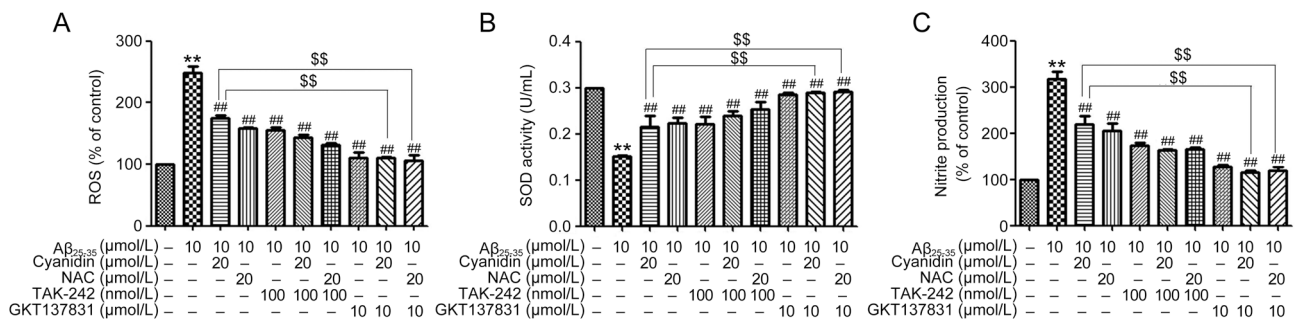 A
ROS (% of control)
300
200
100
0
**
##
##
##
##
##
##
##
##
$$
$$
Aβ25-35 (μmol/L) – 10 10 10 10 10 10 10 10 10
Cyanidin (μmol/L) – – 20 – – 20 – – 20 –
NAC (μmol/L) – – – 20 – – 20 – – 20
TAK-242 (nmol/L) – – – – 100 100 100 – – –
GKT137831 (μmol/L) – – – – – – – 10 10 10
B
SOD activity (U/mL)
0.4
0.3
0.2
0.1
0.0
**
##
##
##
##
##
##
##
##
$$
$$
Aβ25-35 (μmol/L) – 10 10 10 10 10 10 10 10 10
Cyanidin (μmol/L) – – 20 – – 20 – – 20 –
NAC (μmol/L) – – – 20 – – 20 – – 20
TAK-242 (nmol/L) – – – – 100 100 100 – – –
GKT137831 (μmol/L) – – – – – – – 10 10 10
C
Nitrite production
(% of control)
400
300
200
100
0
**
##
##
##
##
##
##
##
##
$$
$$
Aβ25-35 (μmol/L) – 10 10 10 10 10 10 10 10 10
Cyanidin (μmol/L) – – 20 – – 20 – – 20 –
NAC (μmol/L) – – – 20 – – 20 – – 20
TAK-242 (nmol/L) – – – – 100 100 100 – – –
GKT137831 (μmol/L) – – – – – – – 10 10 10